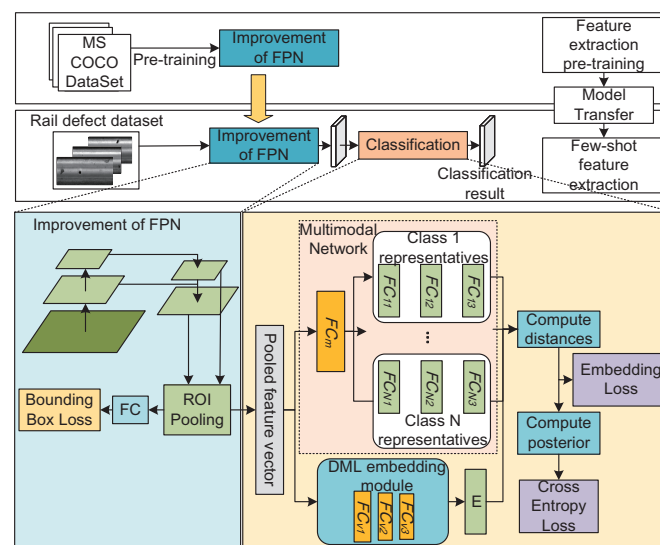 MS
COCO
DataSet
Pre-training
Improvement
of FPN
Feature
extraction
pre-training
Model
Transfer
Few-shot
feature
extraction
Rail defect dataset
Improvement
of FPN
Classification
Classification
result
Improvement of FPN
Bounding
Box Loss
FC
ROI
Pooling
Pooled feature vector
Multimodal
Network
FCm
Class 1
representatives
FC11
FC12
FC13
...
FCN1
FCN2
FCN3
Class N
representatives
DML embedding
module
FCv1
FCv2
FCv3
E
Compute
distances
Embedding
Loss
Compute
posterior
Cross
Entropy
Loss